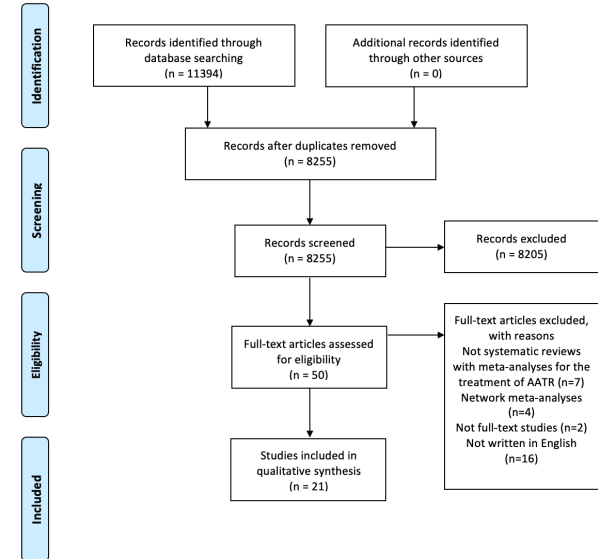 Identification
Records identified through
database searching
(n = 11394)
Additional records identified
through other sources
(n = 0)
Records after duplicates removed
(n = 8255)
Screening
Records screened
(n = 8255)
Records excluded
(n = 8205)
Eligibility
Full-text articles assessed
for eligibility
(n = 50)
Full-text articles excluded,
with reasons
Not systematic reviews
with meta-analyses for the
treatment of AATR (n=7)
Network meta-analyses
(n=4)
Not full-text studies (n=2)
Not written in English
(n=16)
Included
Studies included in
qualitative synthesis
(n = 21)